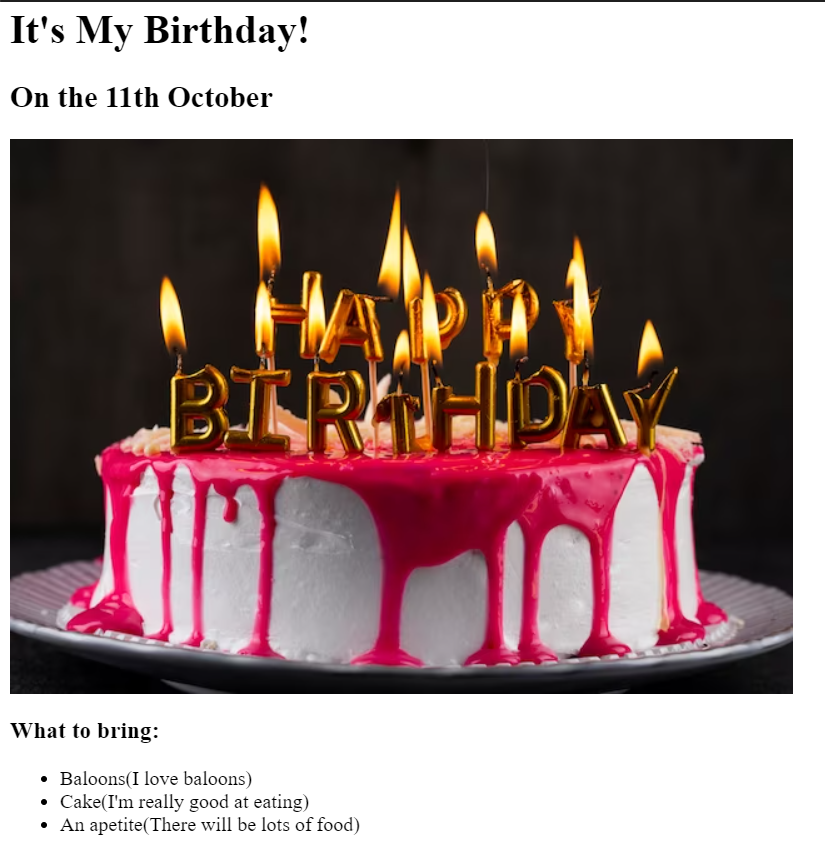 It's My Birthday!
On the 11th October
HAPPY
BIRTHDAY
What to bring:
Baloons(I love baloons)
Cake(I'm really good at eating)
An apetite(There will be lots of food)